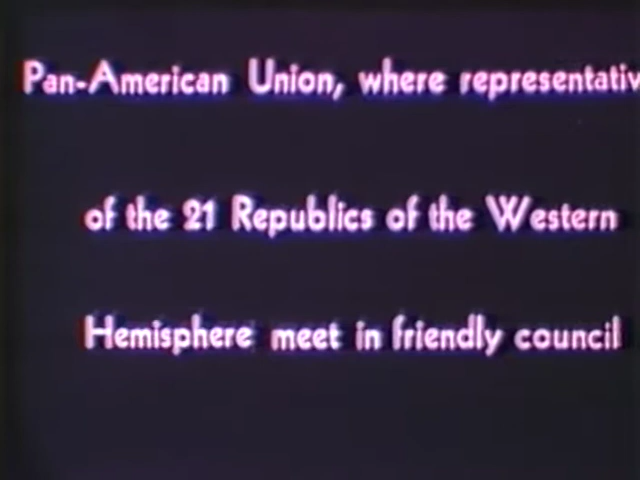 Pan-American Union, where representativ
of the 21 Republics of the Western
Hemisphere meet in friendly council